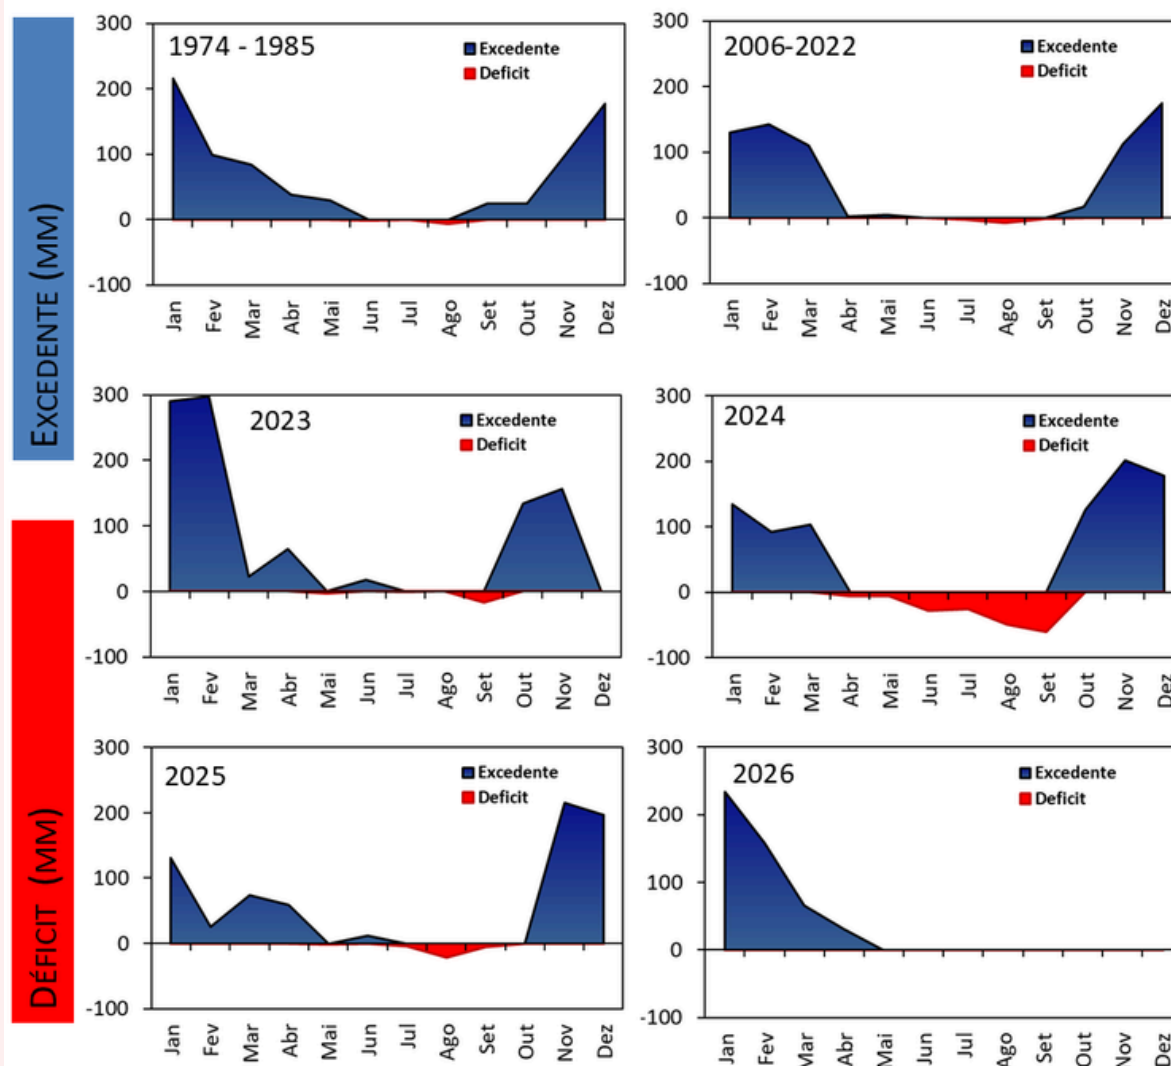 EXCEDENTE (MM)
DÉFICIT (MM)
1974 - 1985
Excedente
Deficit
300
200
100
0
-100
Jan Fev Mar Abr Mai Jun Jul Ago Set Out Nov Dez
2006-2022
Excedente
Deficit
300
200
100
0
-100
Jan Fev Mar Abr Mai Jun Jul Ago Set Out Nov Dez
2023
Excedente
Deficit
300
200
100
0
-100
Jan Fev Mar Abr Mai Jun Jul Ago Set Out Nov Dez
2024
Excedente
Deficit
300
200
100
0
-100
Jan Fev Mar Abr Mai Jun Jul Ago Set Out Nov Dez
2025
Excedente
Deficit
300
200
100
0
-100
Jan Fev Mar Abr Mai Jun Jul Ago Set Out Nov Dez
2026
Excedente
Deficit
300
200
100
0
-100
Jan Fev Mar Abr Mai Jun Jul Ago Set Out Nov Dez